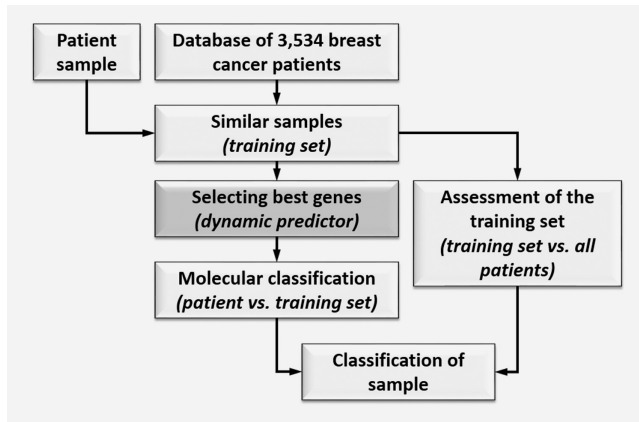 Patient
sample
Database of 3,534 breast
cancer patients
Similar samples
(training set)
Selecting best genes
(dynamic predictor)
Assessment of the
training set
(training set vs. all
patients)
Molecular classification
(patient vs. training set)
Classification of
sample